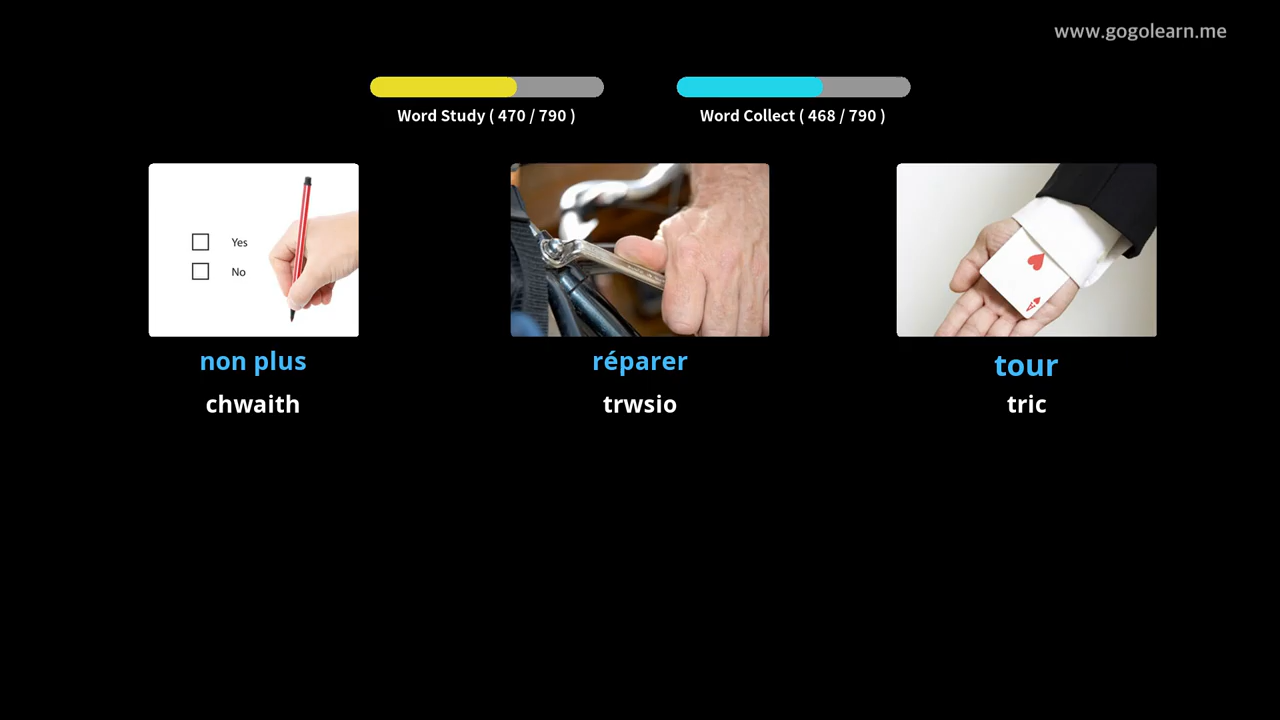 www.gogolearn.me
Word Study ( 470 / 790 )
Word Collect ( 468 / 790 )
Yes
No
A
non plus
chwaith
réparer
trwsio
tour
tric